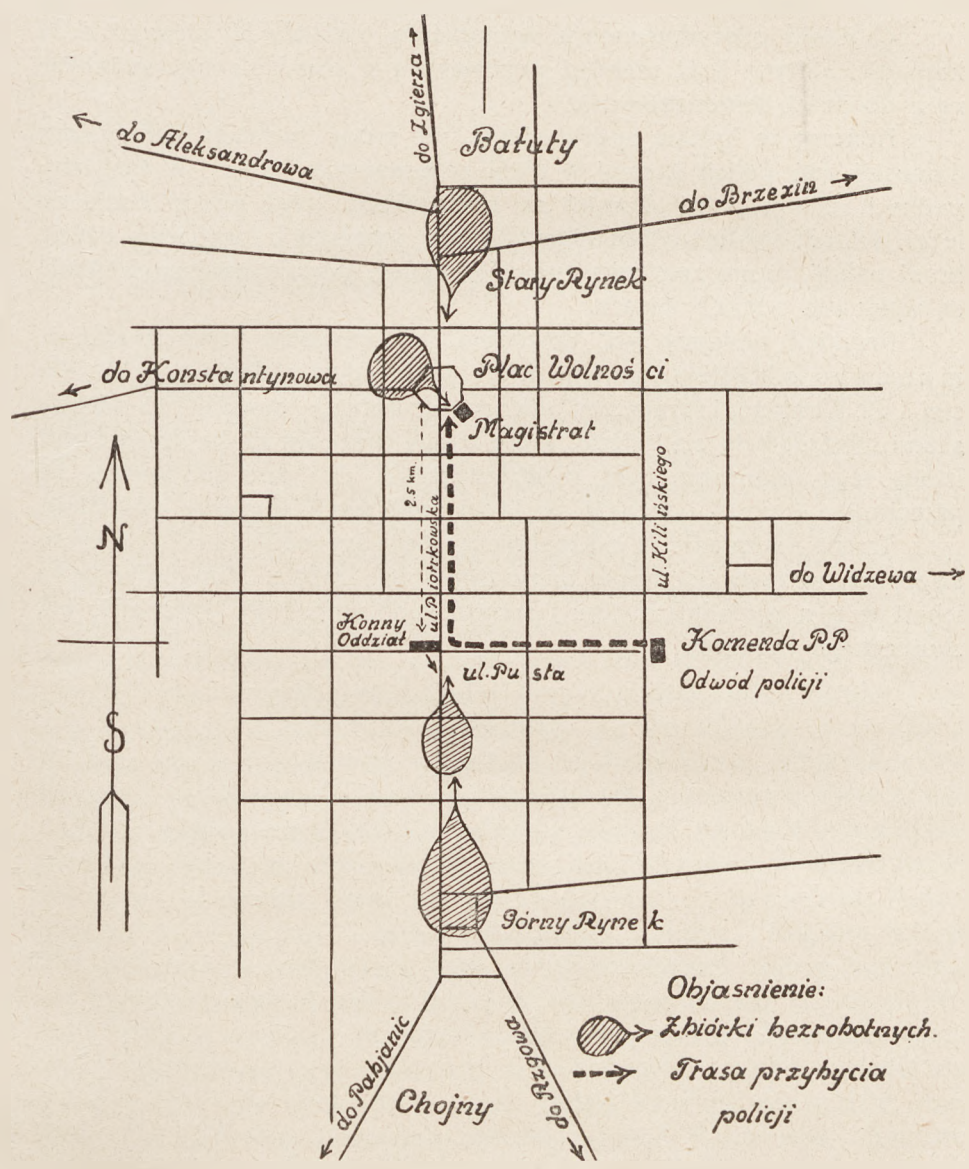 do Zgierza
Bałuty
do Aleksandrowa
do Brzezin
Stary Rynek
Plac Wolności
do Konstantynowa
Magistrat
2.5 km.
ul. Piotrkowska
ul. Kilińskiego
N
do Widzewa
Konny
Oddział
Komenda P.P.
ul. Pusta
Odwód policji
S
Górny Rynek
Objasnienie:
Zbiórki bezrobotnych.
do Pabjanic
do Rzgowa
Trasa przybycia
policji
Chojny